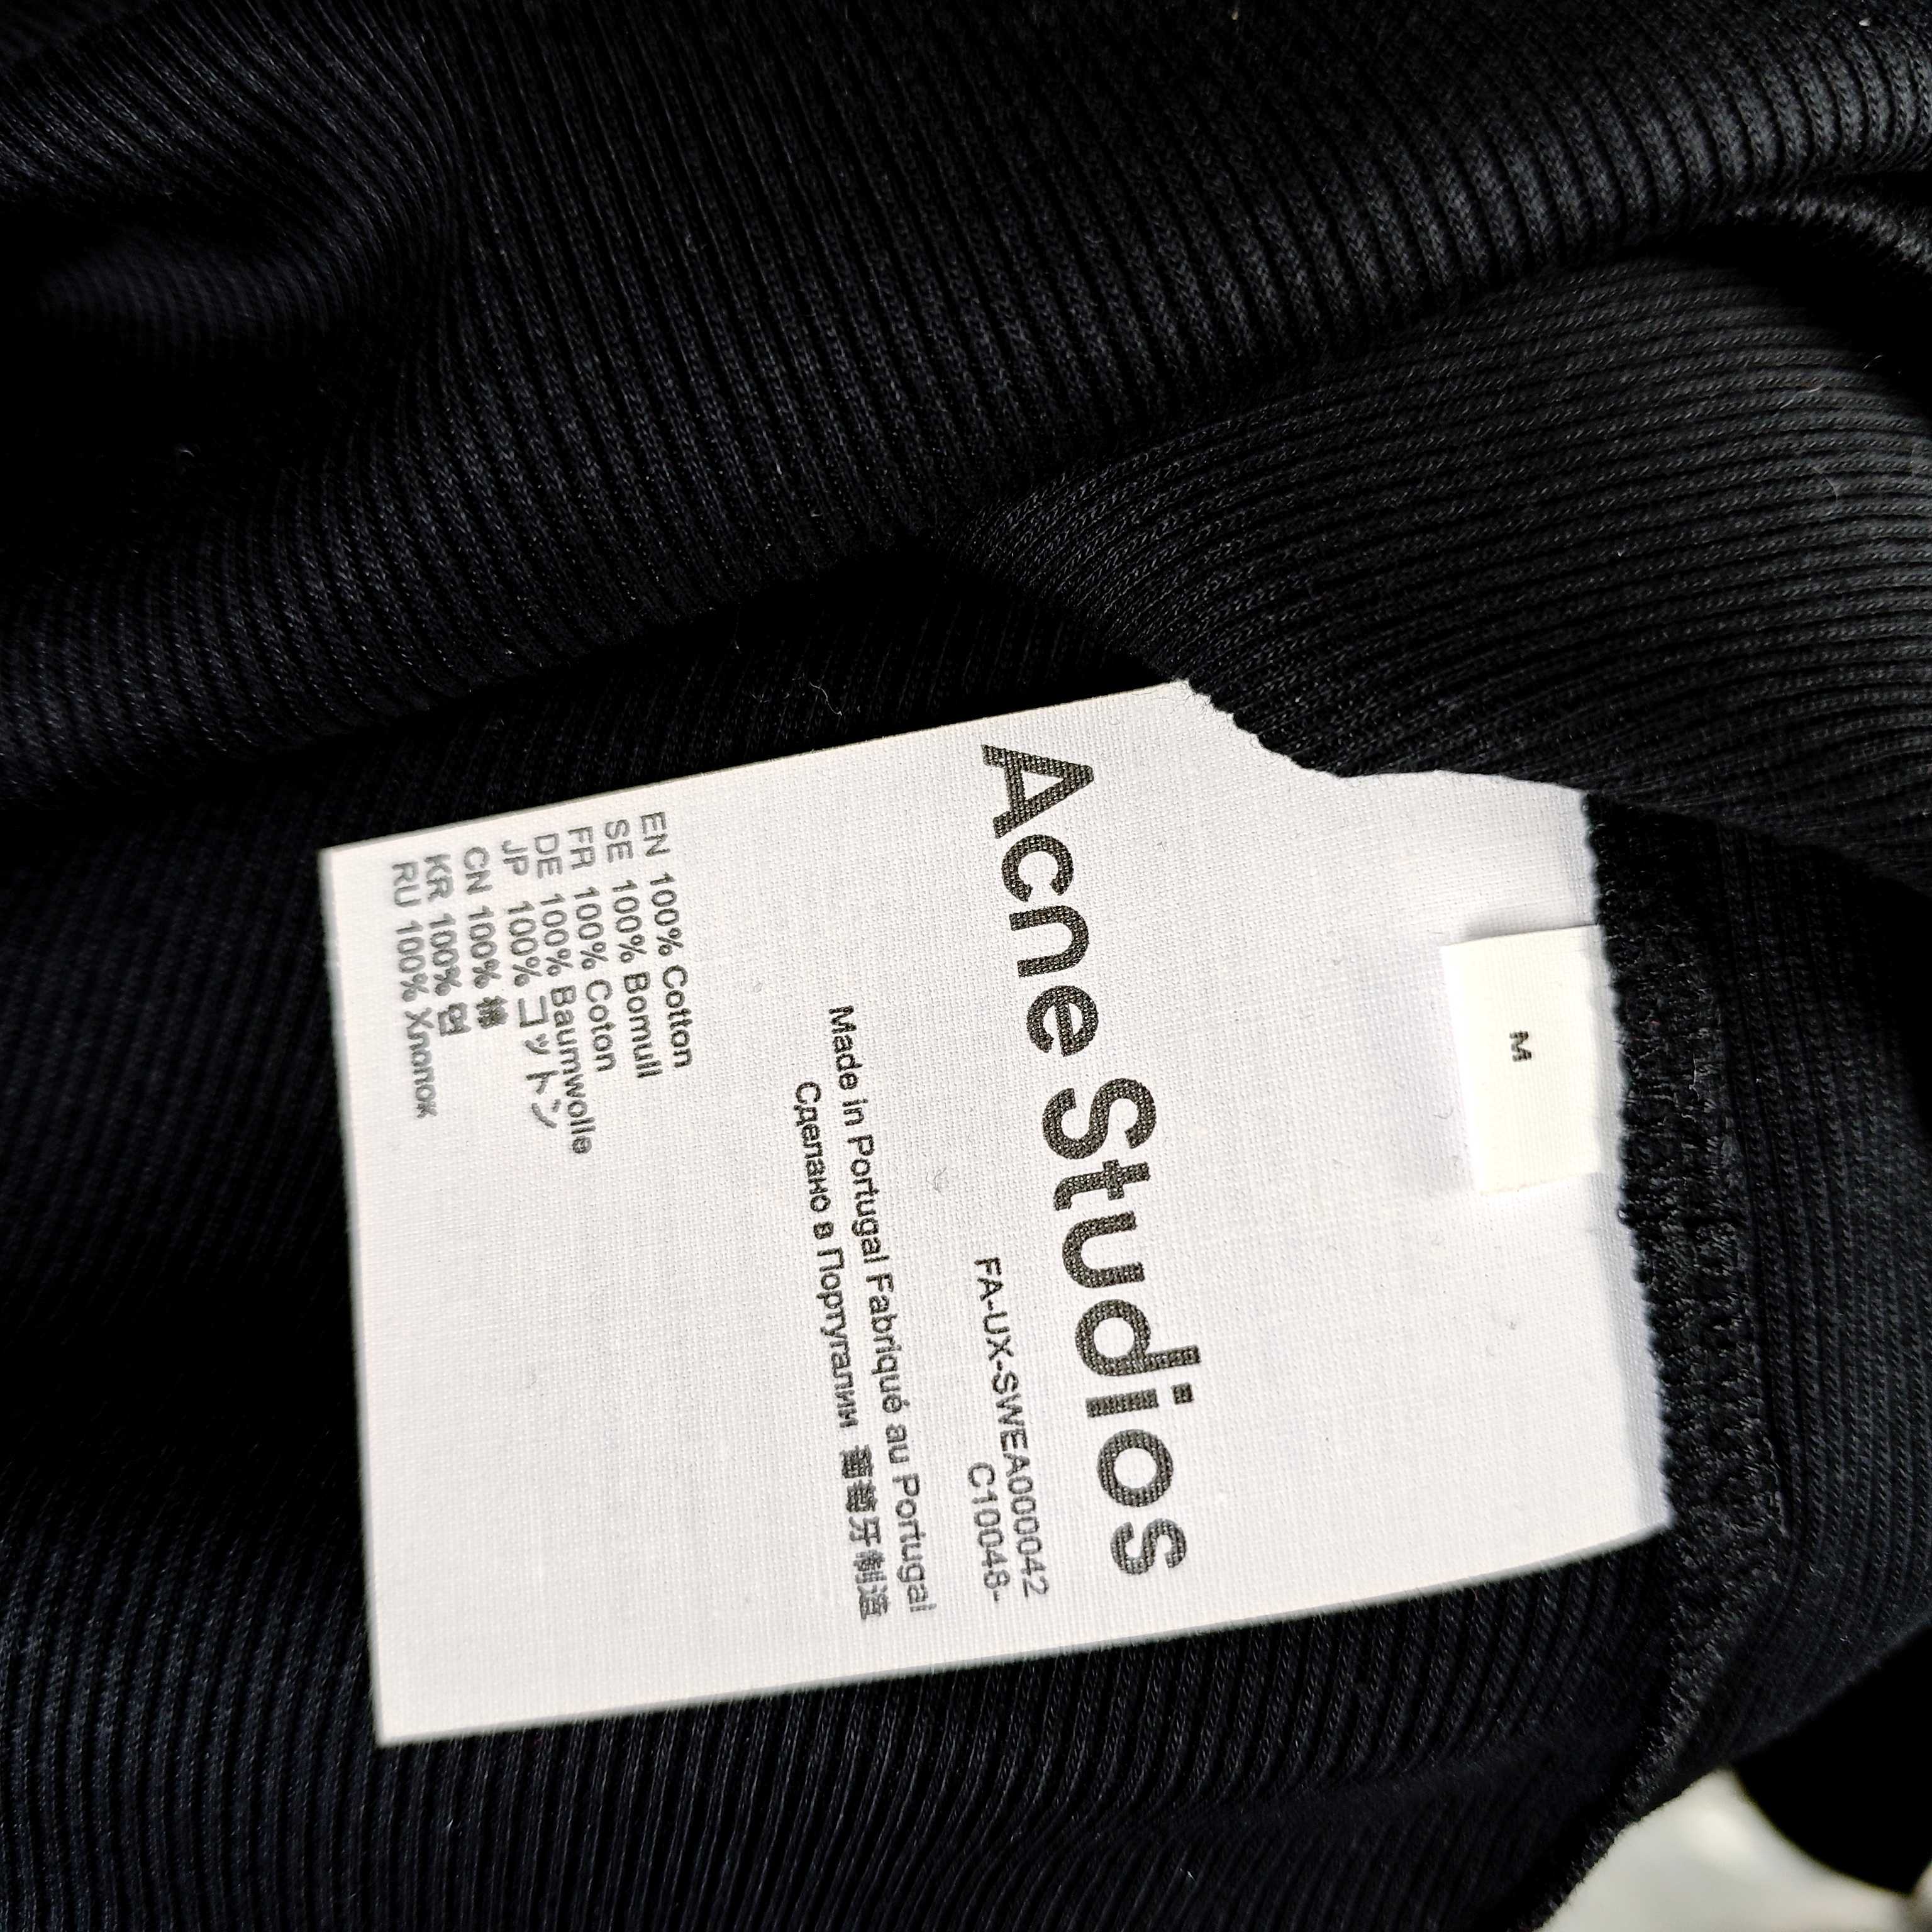 M
Acne Studios
FA-UX-SWEA000042
C10048-
Made in Portugal Fabriqué au Portugal
Сделано в Португалии 葡萄牙制造
EN 100% Cotton
SE 100% Bomull
FR 100% Coton
DE 100% Baumwolle
JP 100% コットン
CN 100% 棉
KR 100% 면
RU 100% Хлопок